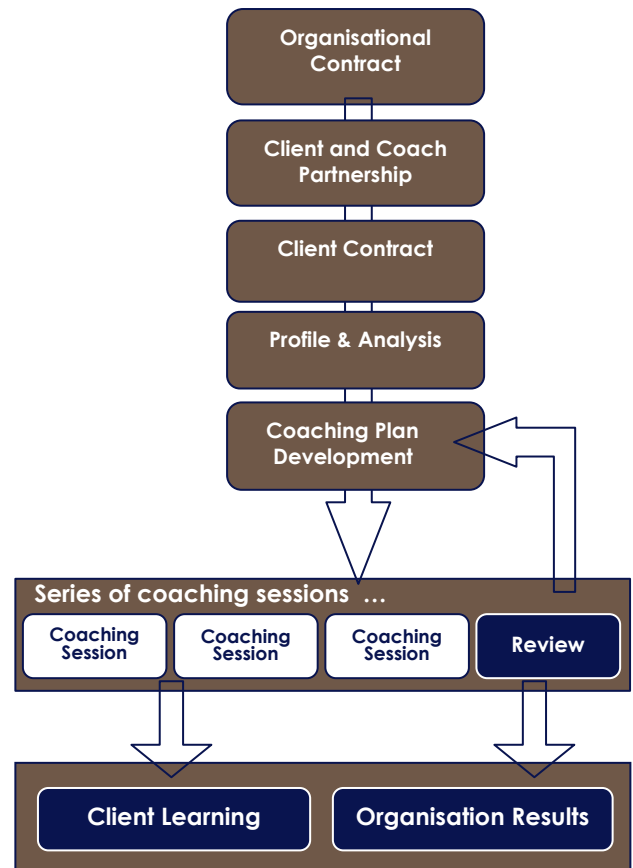 Organisational
Contract
Client and Coach
Partnership
Client Contract
Profile & Analysis
Coaching Plan
Development
Series of coaching sessions …
Coaching
Session
Coaching
Session
Coaching
Session
Review
Client Learning
Organisation Results